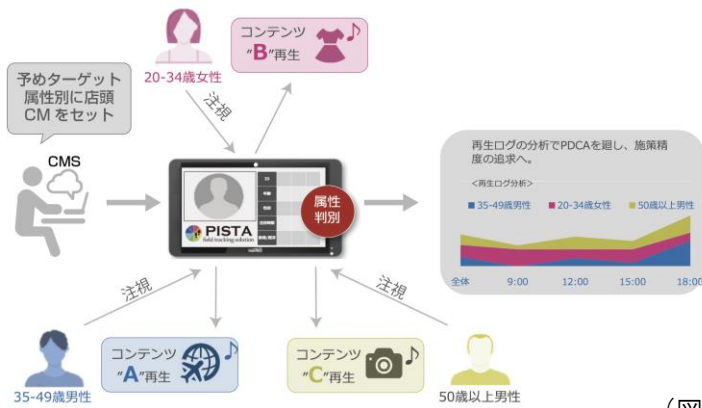 コンテンツ
"B"再生
20-34歳女性
予めターゲット
属性別に店頭
CMをセット
注視
CMS
属性
判別
PISTA
field tracking solution
再生ログの分析でPDCAを廻し、施策精
度の追求へ。
<再生ログ分析>
35-49歳男性 20-34歳女性 50歳以上男性
全体 9:00 12:00 15:00 18:00
注視
注視
コンテンツ
"A"再生
コンテンツ
"C"再生
35-49歳男性
50歳以上男性